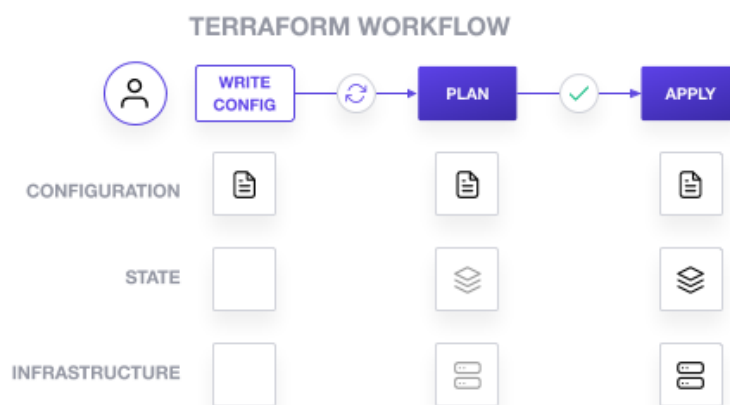 TERRAFORM WORKFLOW
WRITE
CONFIG
PLAN
APPLY
CONFIGURATION
STATE
INFRASTRUCTURE